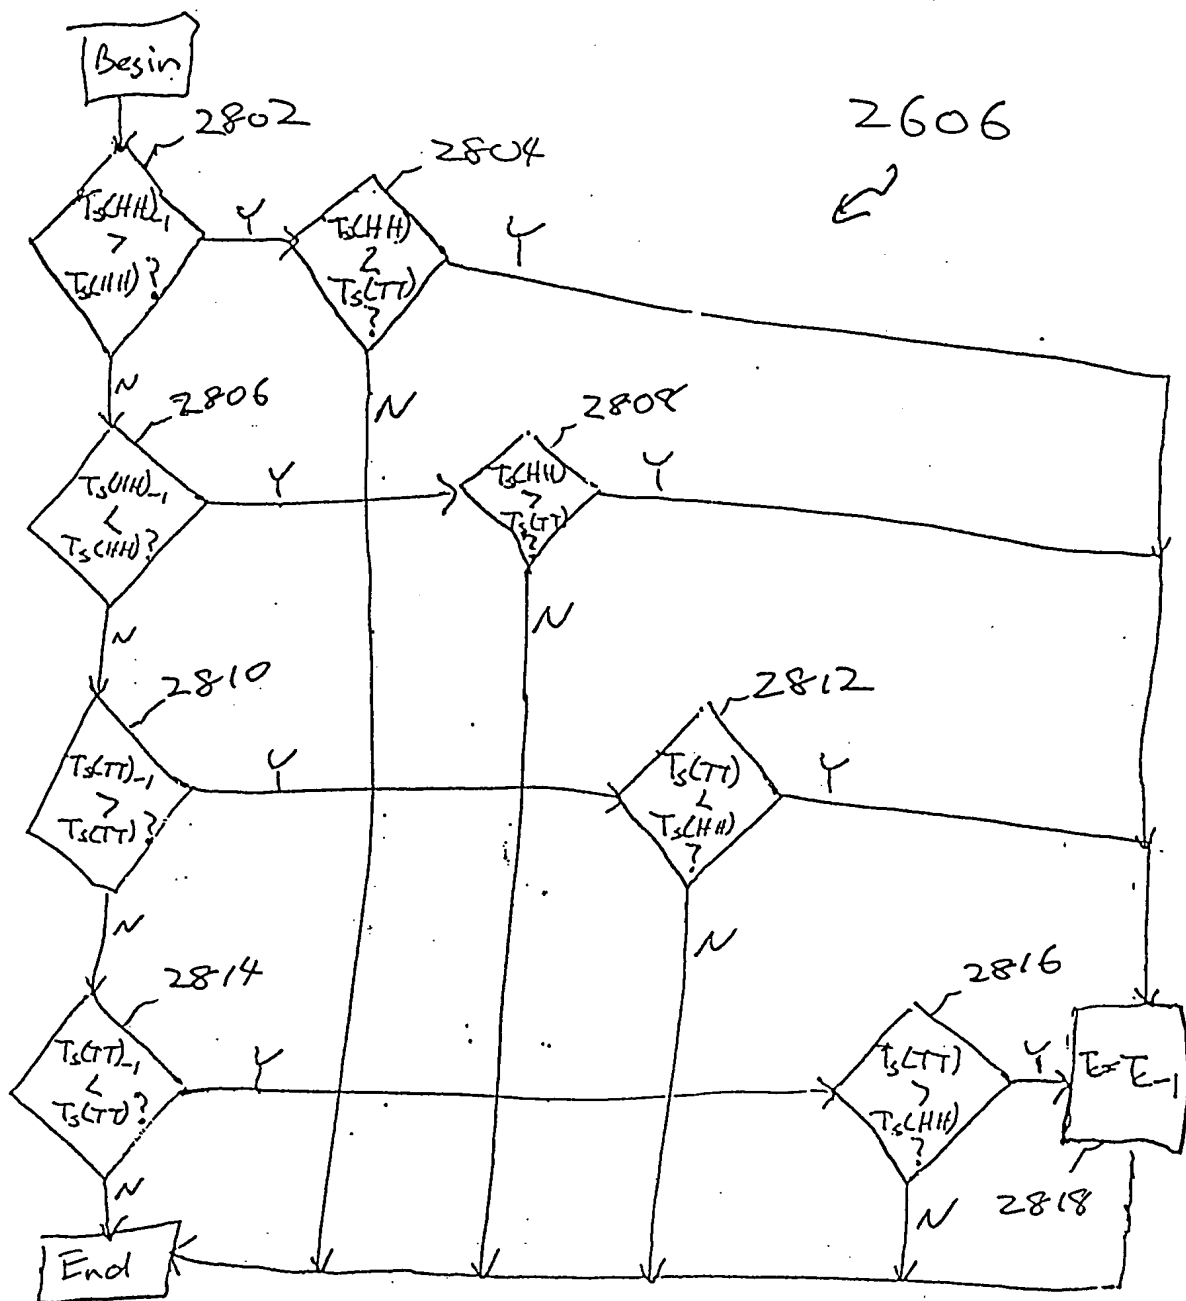 Begin
2802
2804
2606
Ts(HH)-1
>
Ts(HH)?
Y
Ts(HH)
<
Ts(TT)
?
Y
N
N
2806
2808
Ts(HH)-1
<
Ts(HH)?
Y
Ts(HH)
>
Ts(TT)
?
Y
N
N
2810
2812
Ts(TT)-1
>
Ts(TT)?
Y
Ts(TT)
<
Ts(HH)
?
Y
N
N
2814
2816
Ts(TT)-1
<
Ts(TT)?
Y
Ts(TT)
>
Ts(HH)
?
Y
Tc=Tc-1
N
N
2818
End